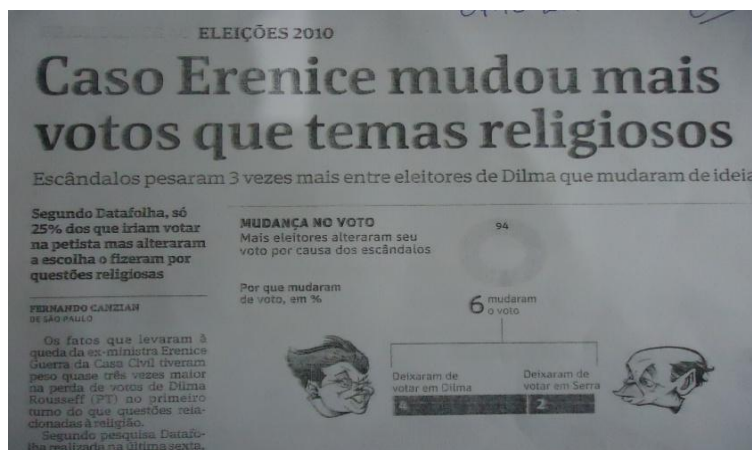 ELEIÇÕES 2010
Caso Erenice mudou mais
votos que temas religiosos
Escândalos pesaram 3 vezes mais entre eleitores de Dilma que mudaram de ideia
Segundo Datafolha, só
25% dos que iriam votar
na petista mas alteraram
a escolha o fizeram por
questões religiosas
FERNANDO CANZIAN
DE SÃO PAULO
Os fatos que levaram à
queda da ex-ministra Erenice
Guerra da Casa Civil tiveram
peso quase três vezes maior
na perda de votos de Dilma
Rousseff (PT) no primeiro
turno do que questões rela-
cionadas à religião.
Segundo pesquisa Datafo-
lha realizada na última sexta,
MUDANÇA NO VOTO
Mais eleitores alteraram seu
voto por causa dos escândalos
94
Por que mudaram
de voto, em %
6 mudaram
o voto
Deixaram de
votar em Dilma
4
Deixaram de
votar em Serra
2